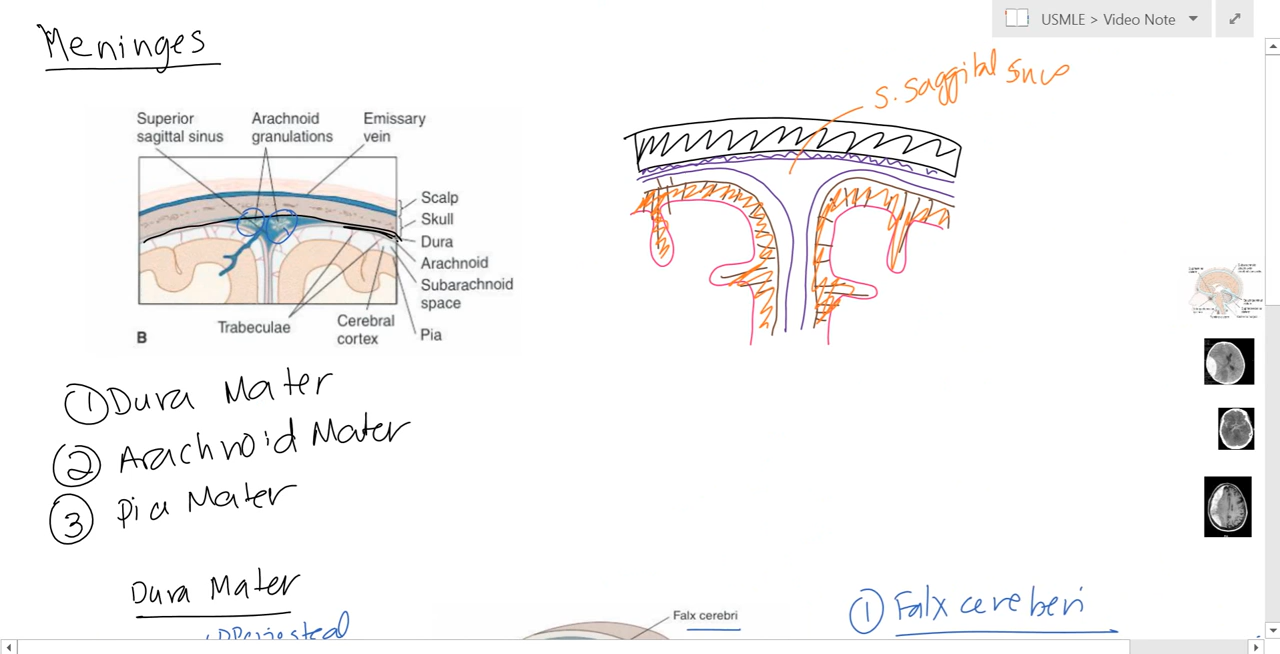 USMLE > Video Note
Meninges
S. Saggital Sinus
Superior
sagittal sinus
Arachnoid
granulations
Emissary
vein
Scalp
Skull
Dura
Arachnoid
Subarachnoid
space
Pia
Trabeculae
Cerebral
cortex
B
① Dura Mater
② Arachnoid Mater
③ Pia Mater
Dura Mater
Periosteal
Falx cerebri
① Falx cereberi